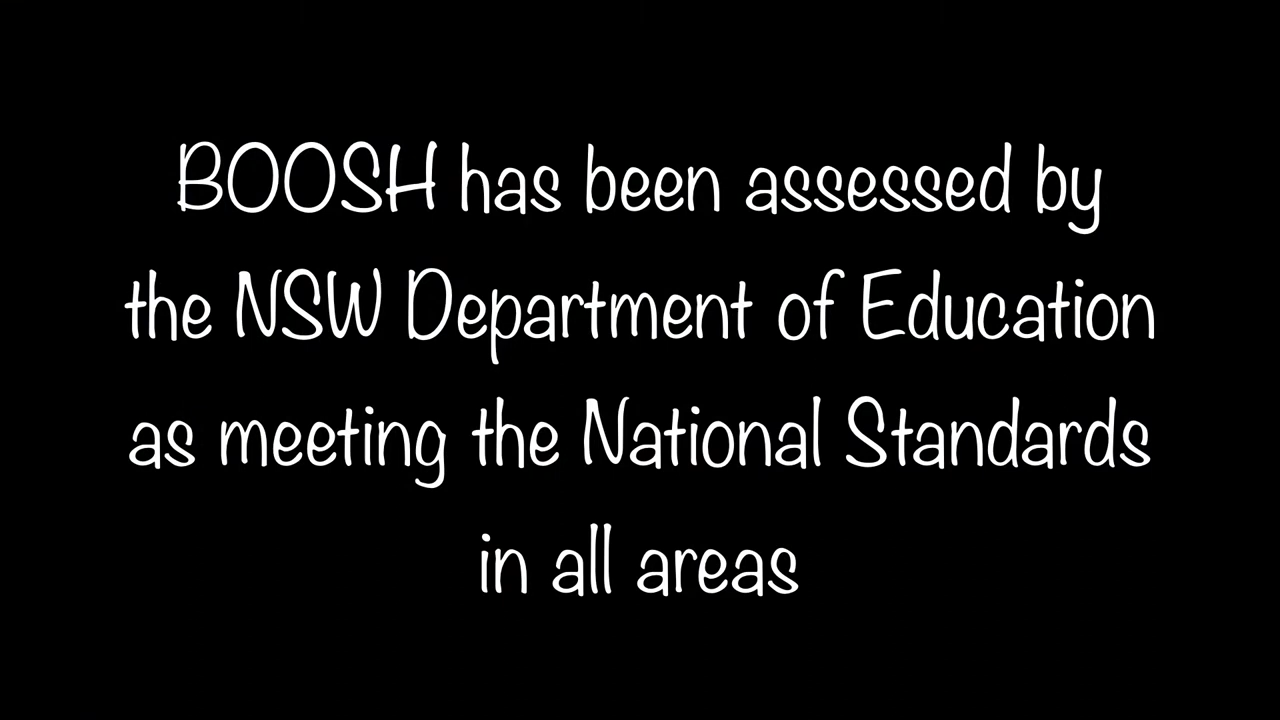 BOOSH has been assessed by
the NSW Department of Education
as meeting the National Standards
in all areas